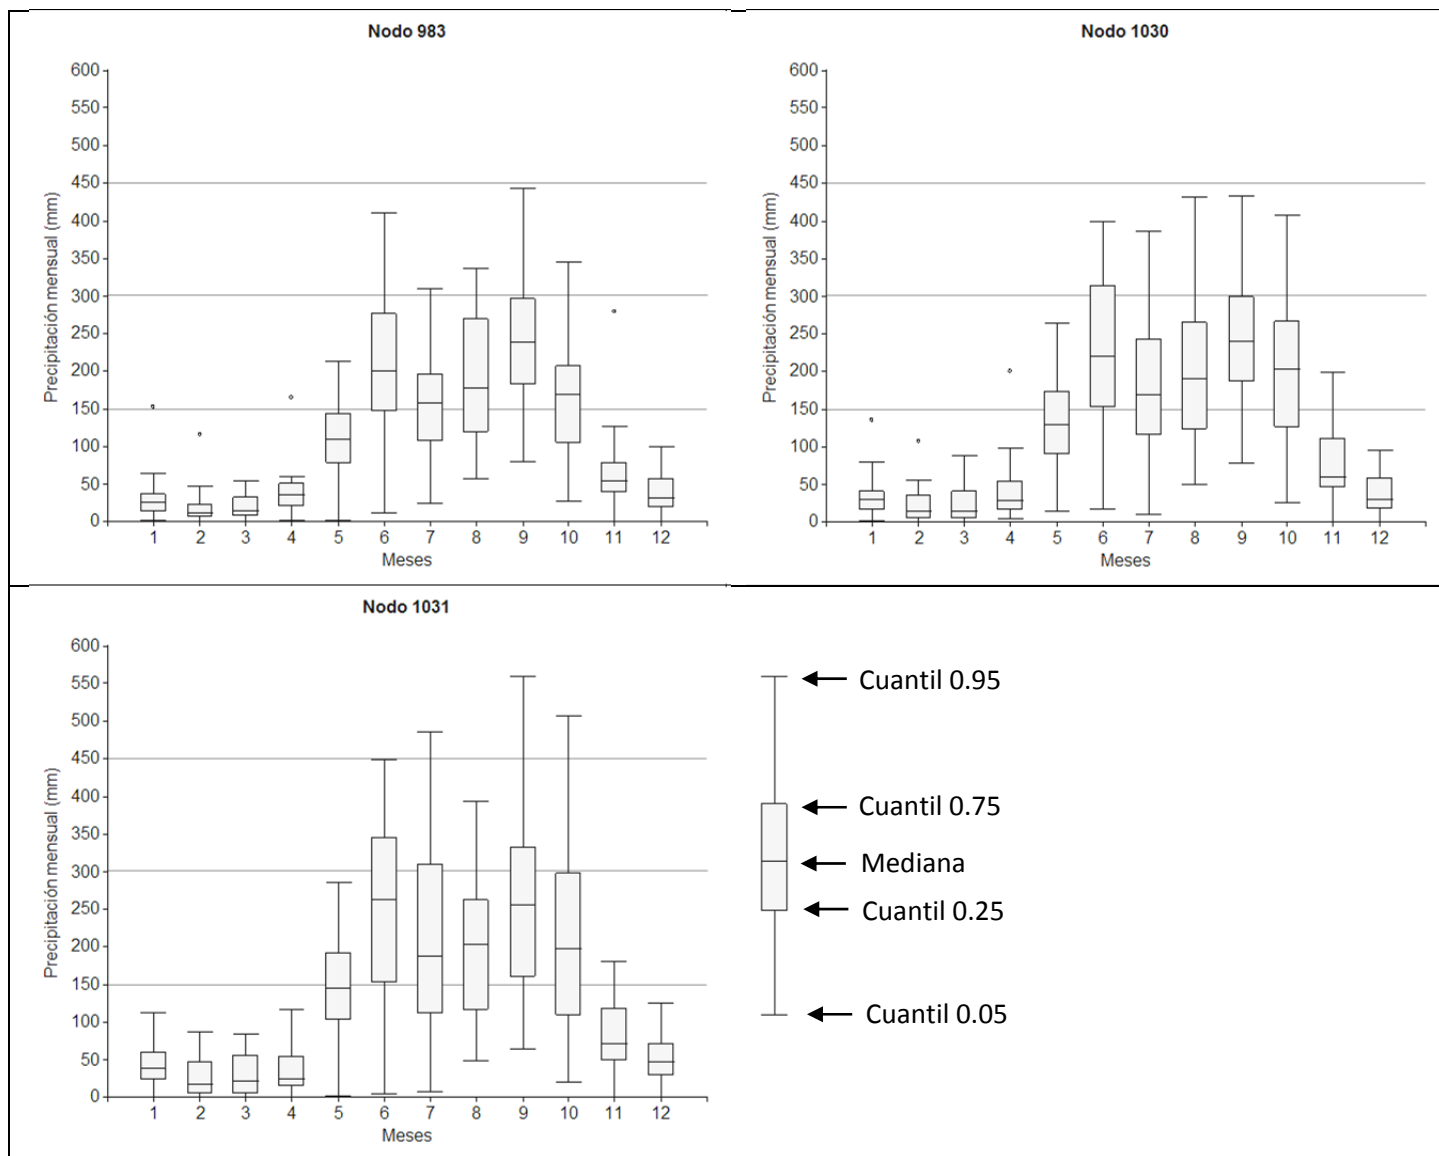 Nodo 983
Precipitación mensual (mm)
600
550
500
450
400
350
300
250
200
150
100
50
0
1 2 3 4 5 6 7 8 9 10 11 12
Meses
Nodo 1030
Precipitación mensual (mm)
600
550
500
450
400
350
300
250
200
150
100
50
0
1 2 3 4 5 6 7 8 9 10 11 12
Meses
Nodo 1031
Precipitación mensual (mm)
600
550
500
450
400
350
300
250
200
150
100
50
0
1 2 3 4 5 6 7 8 9 10 11 12
Meses
Cuantil 0.95
Cuantil 0.75
Mediana
Cuantil 0.25
Cuantil 0.05